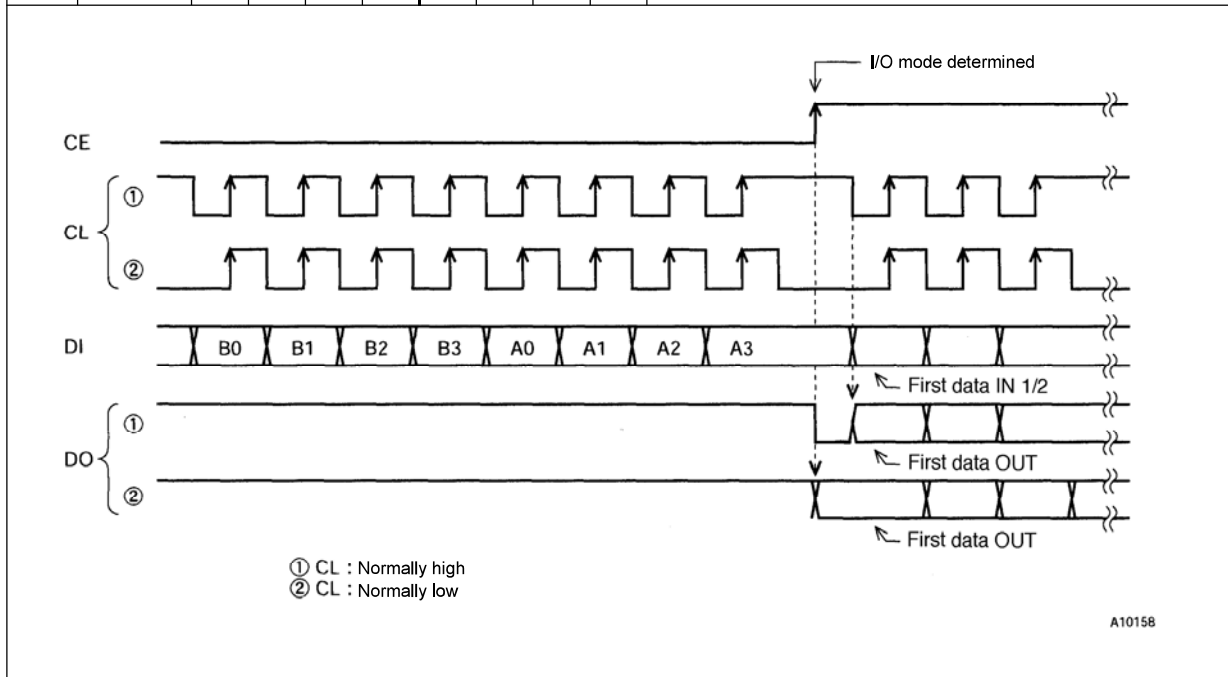 I/O mode determined
CE
CL
①
②
DI B0 B1 B2 B3 A0 A1 A2 A3
First data IN 1/2
DO
①
First data OUT
②
First data OUT
① CL : Normally high
② CL : Normally low
A10158